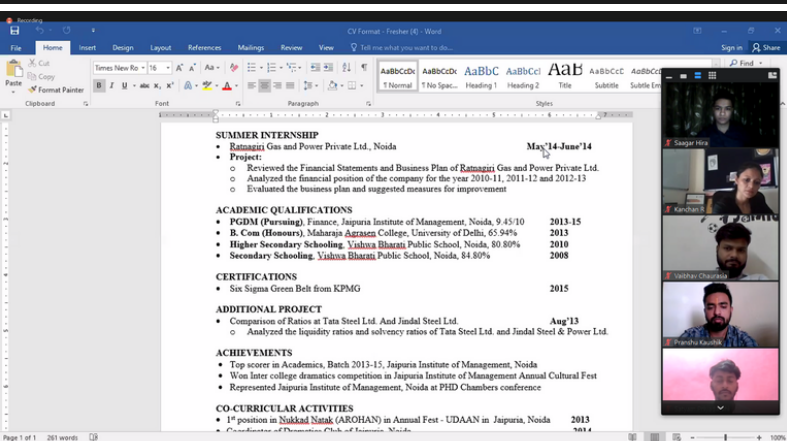 Recording
CV Format - Fresher (4) - Word
File Home Insert Design Layout References Mailings Review View Tell me what you want to do... Sign in Share
Cut
Copy
Format Painter
Paste
Times New Ro 16
AaBbCcDc AaBbCcDc AaBbC AaBbCcl AaB AaBbCcC AaBbCcDc
¶ Normal ¶ No Spac... Heading 1 Heading 2 Title Subtitle Subtle Em
Find
Clipboard Font Paragraph Styles
SUMMER INTERNSHIP
• Ratnagiri Gas and Power Private Ltd., Noida May'14-June'14
• Project:
o Reviewed the Financial Statements and Business Plan of Ratnagiri Gas and Power Private Ltd.
o Analyzed the financial position of the company for the year 2010-11, 2011-12 and 2012-13
o Evaluated the business plan and suggested measures for improvement
ACADEMIC QUALIFICATIONS
• PGDM (Pursuing), Finance, Jaipuria Institute of Management, Noida, 9.45/10 2013-15
• B. Com (Honours), Maharaja Agrasen College, University of Delhi, 65.94% 2013
• Higher Secondary Schooling, Vishwa Bharati Public School, Noida, 80.80% 2010
• Secondary Schooling, Vishwa Bharati Public School, Noida, 84.80% 2008
CERTIFICATIONS
• Six Sigma Green Belt from KPMG 2015
ADDITIONAL PROJECT
• Comparison of Ratios at Tata Steel Ltd. And Jindal Steel Ltd. Aug'13
o Analyzed the liquidity ratios and solvency ratios of Tata Steel Ltd. and Jindal Steel & Power Ltd.
ACHIEVEMENTS
• Top scorer in Academics, Batch 2013-15, Jaipuria Institute of Management, Noida
• Won Inter college dramatics competition in Jaipuria Institute of Management Annual Cultural Fest
• Represented Jaipuria Institute of Management, Noida at PHD Chambers conference
CO-CURRICULAR ACTIVITIES
• 1st position in Nukkad Natak (AROHAN) in Annual Fest - UDAAN in Jaipuria, Noida 2013
• Coordinator of Dramatics Club of Jaipuria, Noida 2014
Saagar Hira
Kanchan R
Vaibhav Chaurasia
Pranshu Kaushik
Page 1 of 1 261 words 100%